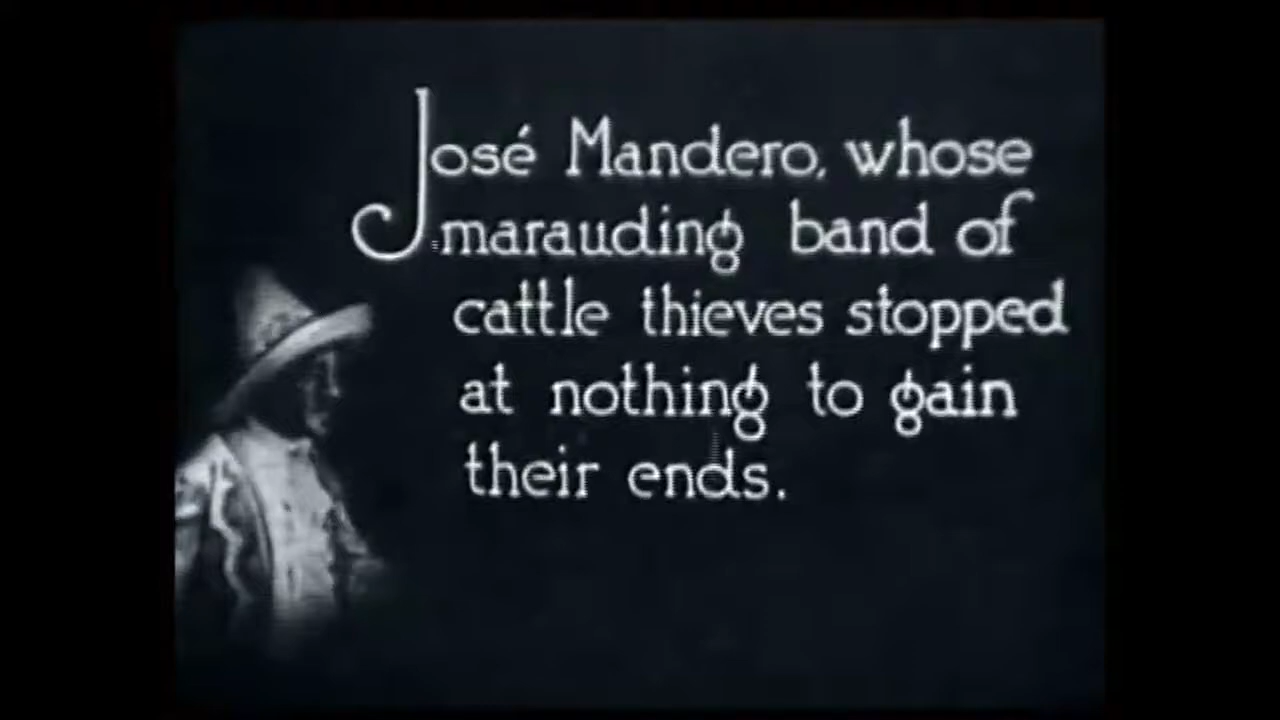 José Mandero, whose
marauding band of
cattle thieves stopped
at nothing to gain
their ends.